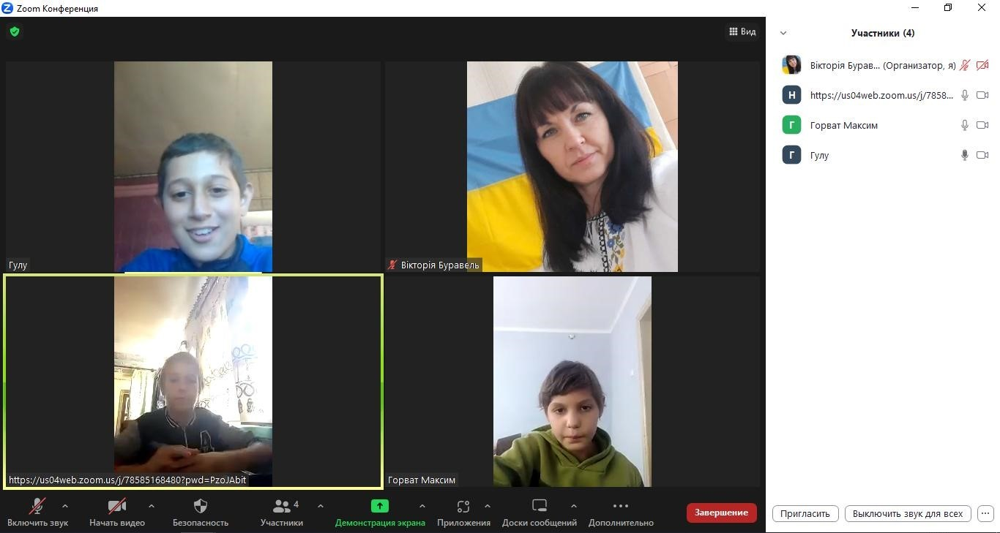 Zoom Конференция
Вид
Гулу
Вікторія Буравель
https://us04web.zoom.us/j/78585168480?pwd=PzoJAbit
Горват Максим
Участники (4)
Вікторія Бурав... (Организатор, я)
Н
https://us04web.zoom.us/j/7858...
Г
Горват Максим
Г
Гулу
Включить звук
Начать видео
Безопасность
4
Участники
Демонстрация экрана
Приложения
Доски сообщений
Дополнительно
Завершение
Пригласить
Выключить звук для всех